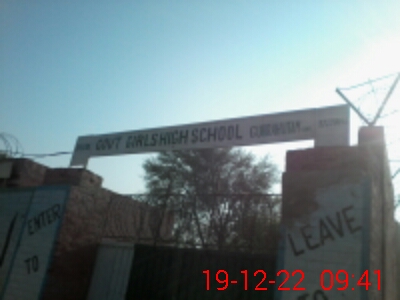 GOVT GIRLS HIGH SCHOOL
ENTER
TO
LEAVE
19-12-22 09:41